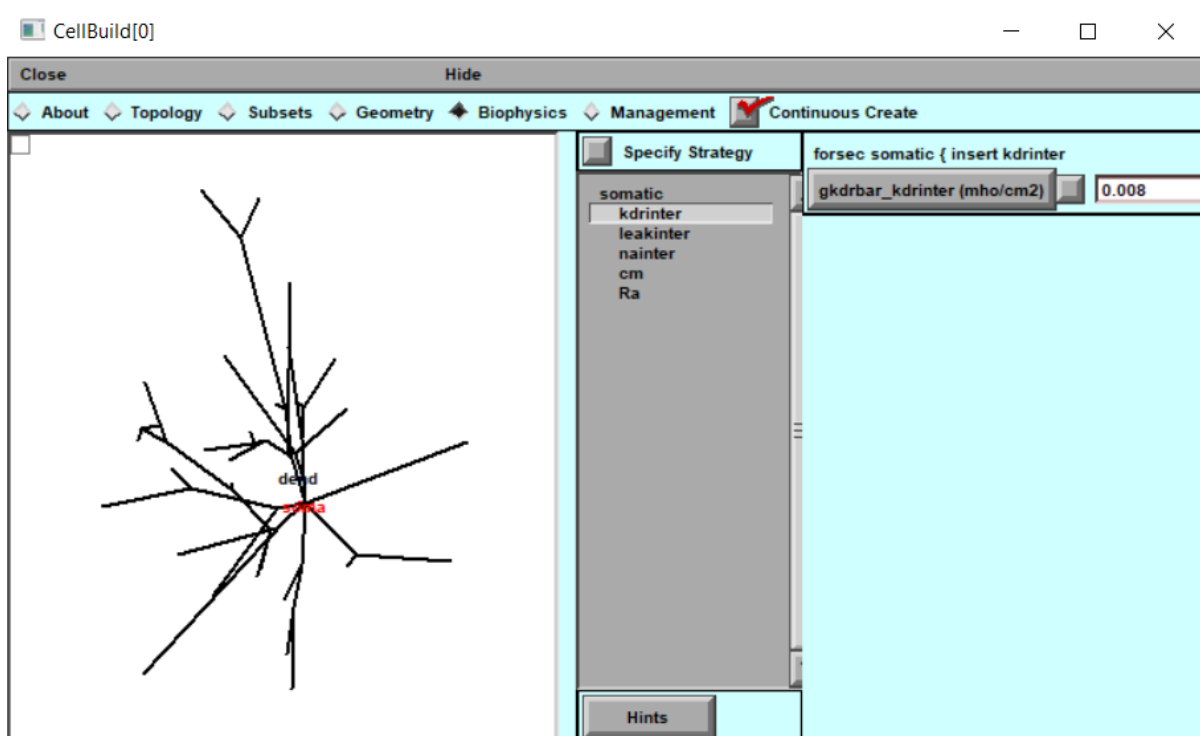 CellBuild[0]
Close Hide
About Topology Subsets Geometry Biophysics Management Continuous Create
Specify Strategy
somatic
kdrinter
leakinter
nainter
cm
Ra
Hints
forsec somatic { insert kdrinter
gkdrbar_kdrinter (mho/cm2) 0.008
dend